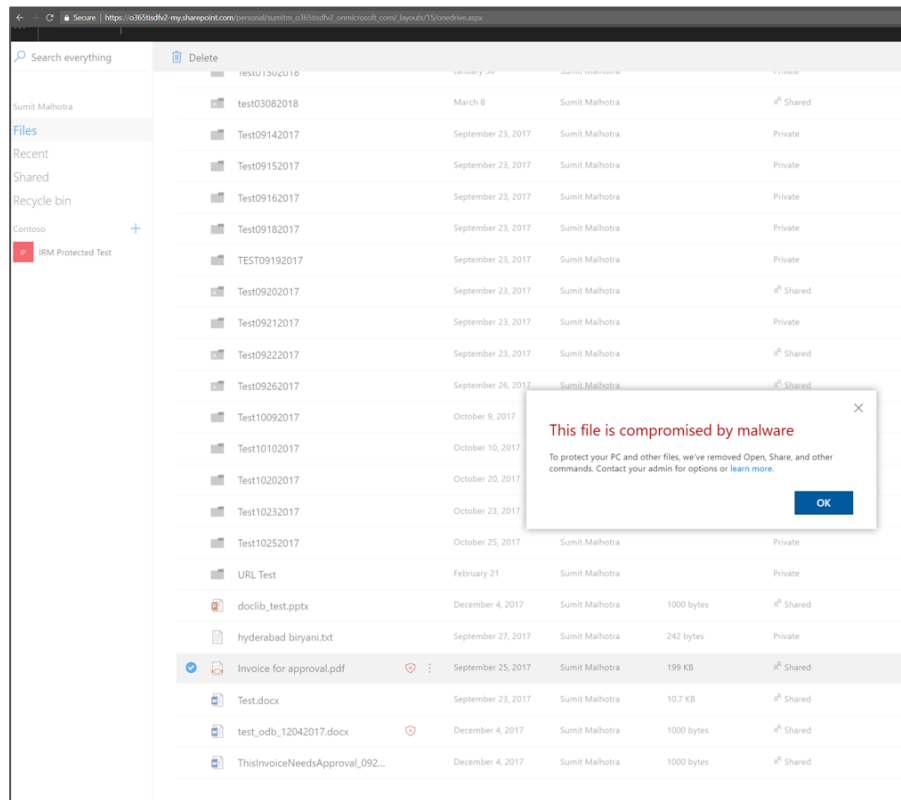 Secure | https://o365tisdfv2-my.sharepoint.com/personal/sumitm_o365tisdfv2_onmicrosoft_com/_layouts/15/onedrive.aspx
Search everything
Delete
Test01302018 January 30 Sumit Malhotra Private
Sumit Malhotra
test03082018 March 8 Sumit Malhotra Shared
Files
Test09142017 September 23, 2017 Sumit Malhotra Private
Recent
Test09152017 September 23, 2017 Sumit Malhotra Private
Shared
Recycle bin
Test09162017 September 23, 2017 Sumit Malhotra Private
Contoso +
Test09182017 September 23, 2017 Sumit Malhotra Private
IP IRM Protected Test
TEST09192017 September 23, 2017 Sumit Malhotra Private
Test09202017 September 23, 2017 Sumit Malhotra Shared
Test09212017 September 23, 2017 Sumit Malhotra Private
Test09222017 September 23, 2017 Sumit Malhotra Shared
Test09262017 September 26, 2017 Sumit Malhotra Shared
Test10092017 October 9, 2017
Test10102017 October 10, 2017
Test10202017 October 20, 2017
Test10232017 October 23, 2017
This file is compromised by malware
To protect your PC and other files, we've removed Open, Share, and other
commands. Contact your admin for options or learn more.
OK
Test10252017 October 25, 2017 Sumit Malhotra Private
URL Test February 21 Sumit Malhotra Private
doclib_test.pptx December 4, 2017 Sumit Malhotra 1000 bytes Shared
hyderabad biryani.txt September 27, 2017 Sumit Malhotra 242 bytes Private
Invoice for approval.pdf September 25, 2017 Sumit Malhotra 199 KB Shared
Test.docx September 23, 2017 Sumit Malhotra 10.7 KB Shared
test_odb_12042017.docx December 4, 2017 Sumit Malhotra 1000 bytes Shared
ThisInvoiceNeedsApproval_092... December 4, 2017 Sumit Malhotra 1000 bytes Shared